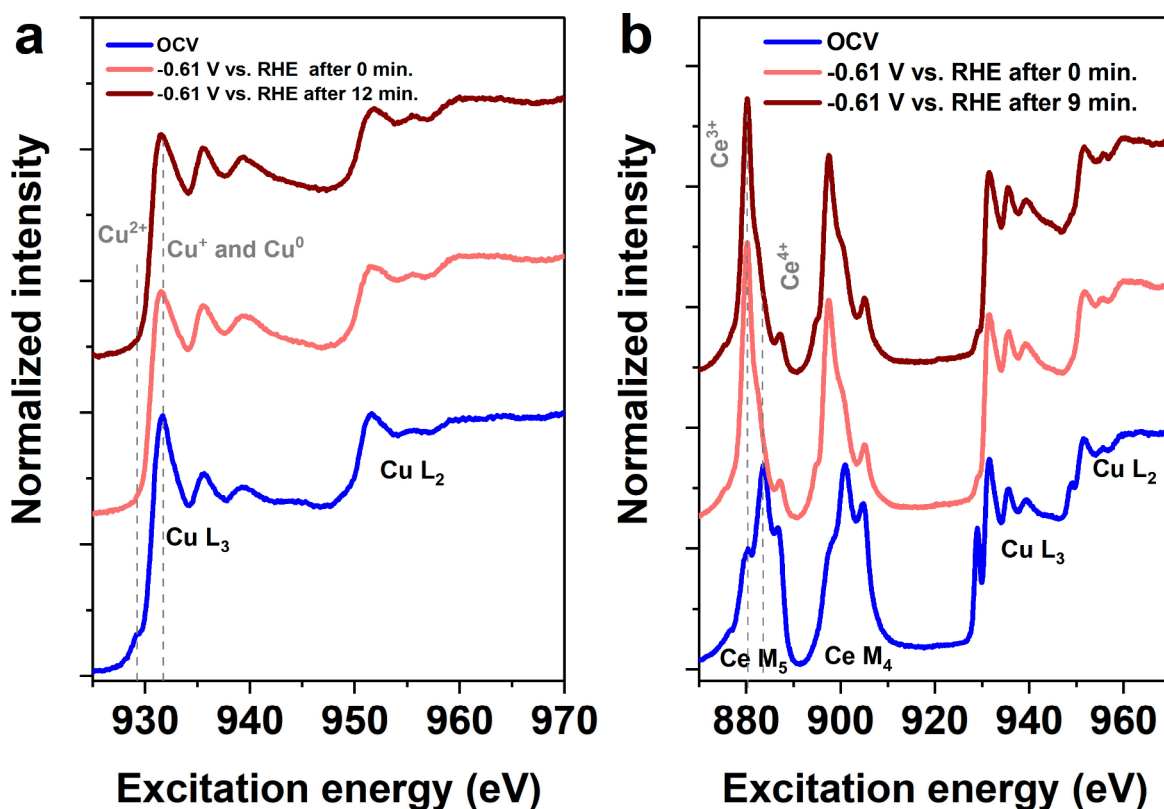 a
OCV
-0.61 V vs. RHE after 0 min.
-0.61 V vs. RHE after 12 min.
Cu²⁺
Cu⁺ and Cu⁰
Cu L₃
Cu L₂
Normalized intensity
930 940 950 960 970
Excitation energy (eV)
b
OCV
-0.61 V vs. RHE after 0 min.
-0.61 V vs. RHE after 9 min.
Ce³⁺
Ce⁴⁺
Ce M₅
Ce M₄
Cu L₃
Cu L₂
Normalized intensity
880 900 920 940 960
Excitation energy (eV)